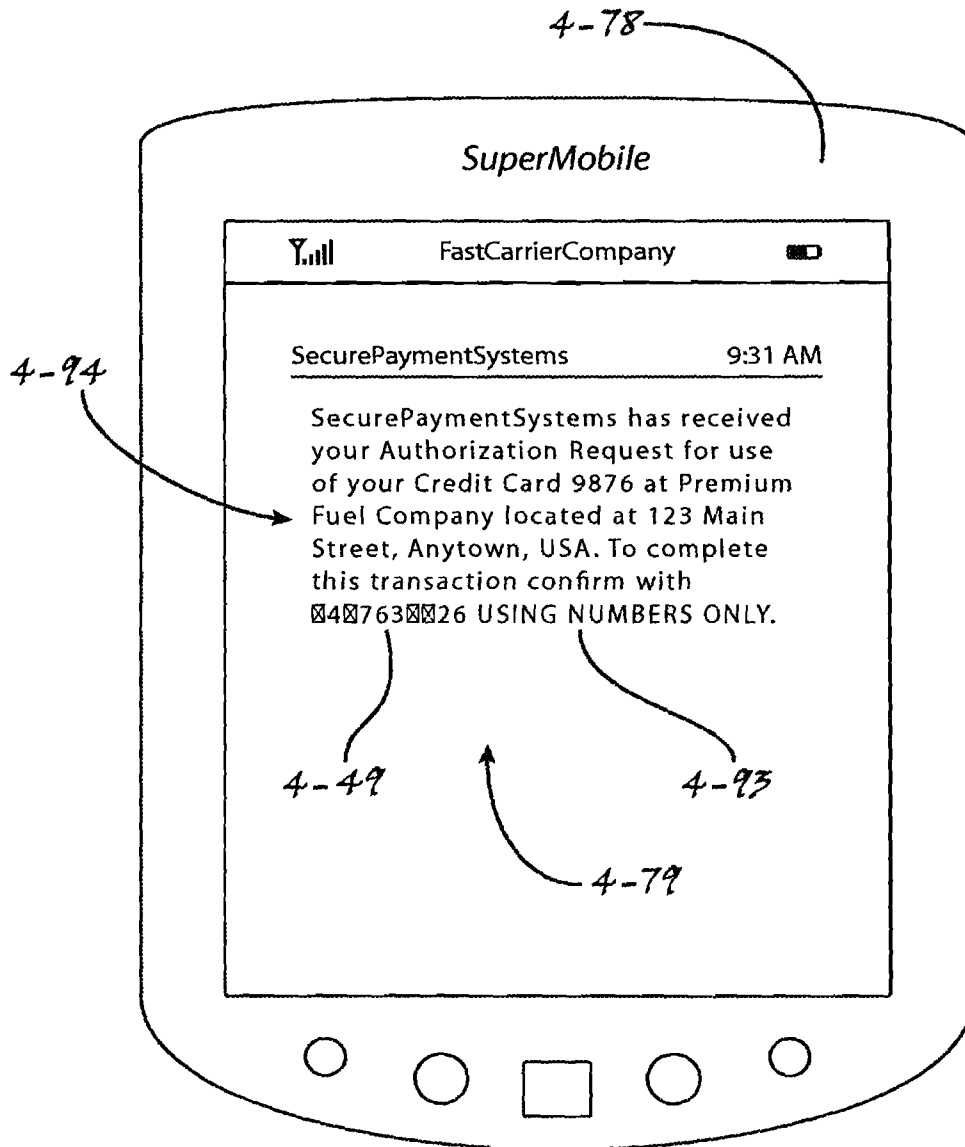 4-78
SuperMobile
FastCarrierCompany
SecurePaymentSystems 9:31 AM
4-94
SecurePaymentSystems has received
your Authorization Request for use
of your Credit Card 9876 at Premium
Fuel Company located at 123 Main
Street, Anytown, USA. To complete
this transaction confirm with
☒4☒763☒☒26 USING NUMBERS ONLY.
4-49
4-93
4-79